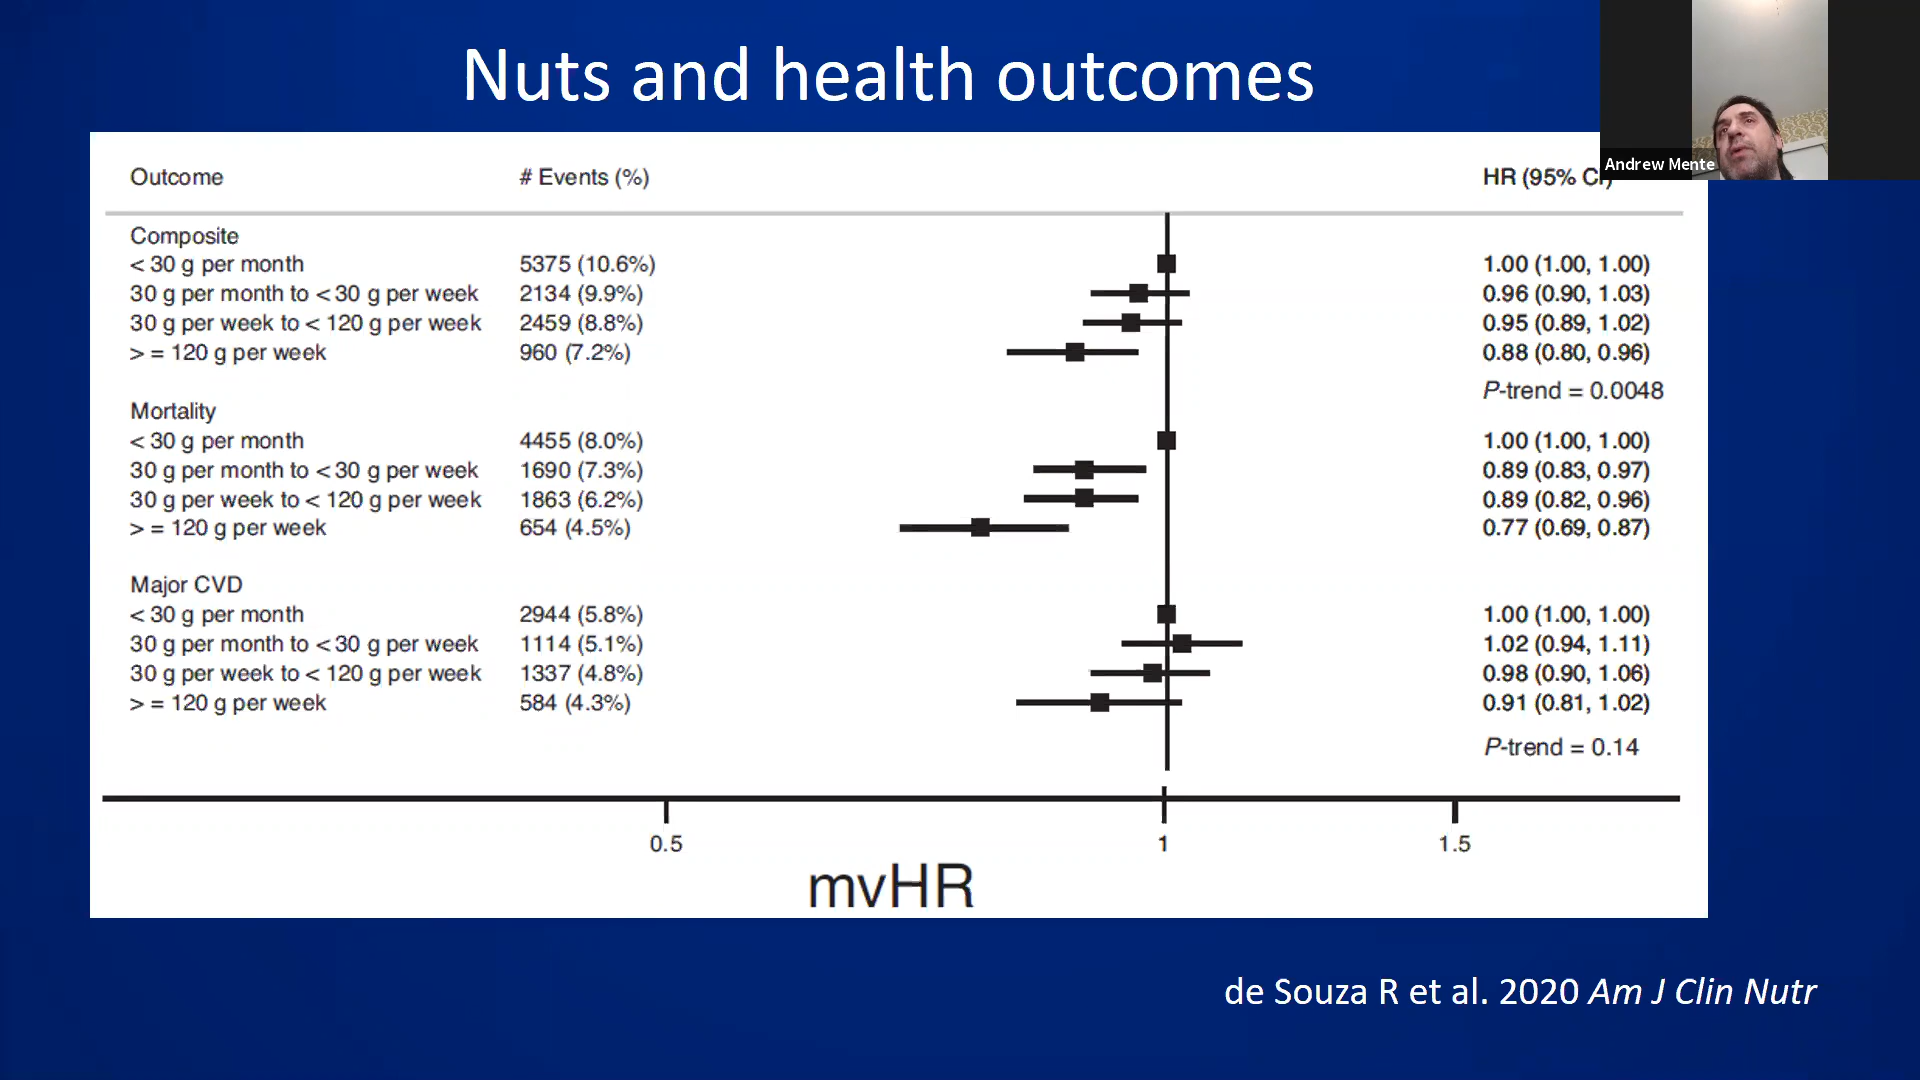 Nuts and health outcomes
Andrew Mente
Outcome # Events (%) HR (95% CI)
Composite
< 30 g per month 5375 (10.6%) 1.00 (1.00, 1.00)
30 g per month to < 30 g per week 2134 (9.9%) 0.96 (0.90, 1.03)
30 g per week to < 120 g per week 2459 (8.8%) 0.95 (0.89, 1.02)
> = 120 g per week 960 (7.2%) 0.88 (0.80, 0.96)
P-trend = 0.0048
Mortality
< 30 g per month 4455 (8.0%) 1.00 (1.00, 1.00)
30 g per month to < 30 g per week 1690 (7.3%) 0.89 (0.83, 0.97)
30 g per week to < 120 g per week 1863 (6.2%) 0.89 (0.82, 0.96)
> = 120 g per week 654 (4.5%) 0.77 (0.69, 0.87)
Major CVD
< 30 g per month 2944 (5.8%) 1.00 (1.00, 1.00)
30 g per month to < 30 g per week 1114 (5.1%) 1.02 (0.94, 1.11)
30 g per week to < 120 g per week 1337 (4.8%) 0.98 (0.90, 1.06)
> = 120 g per week 584 (4.3%) 0.91 (0.81, 1.02)
P-trend = 0.14
0.5 1 1.5
mvHR
de Souza R et al. 2020 Am J Clin Nutr